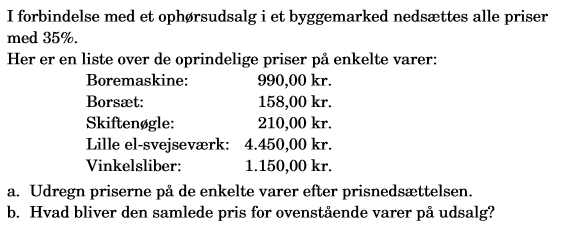 I forbindelse med et ophørsudsalg i et byggemarked nedsættes alle priser
med 35%.
Her er en liste over de oprindelige priser på enkelte varer:
Boremaskine: 990,00 kr.
Borsæt: 158,00 kr.
Skiftenøgle: 210,00 kr.
Lille el-svejseværk: 4.450,00 kr.
Vinkelsliber: 1.150,00 kr.
a. Udregn priserne på de enkelte varer efter prisnedsættelsen.
b. Hvad bliver den samlede pris for ovenstående varer på udsalg?